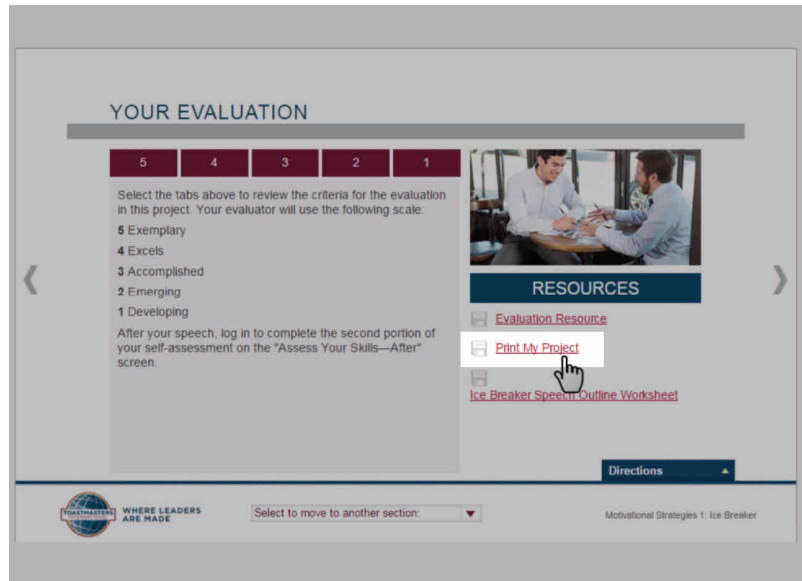 YOUR EVALUATION
5 4 3 2 1
Select the tabs above to review the criteria for the evaluation
in this project. Your evaluator will use the following scale:
5 Exemplary
4 Excels
3 Accomplished
2 Emerging
1 Developing
After your speech, log in to complete the second portion of
your self-assessment on the "Assess Your Skills—After"
screen.
RESOURCES
Evaluation Resource
Print My Project
Ice Breaker Speech Outline Worksheet
Directions
TOASTMASTERS
INTERNATIONAL
WHERE LEADERS
ARE MADE
Select to move to another section:
Motivational Strategies 1: Ice Breaker